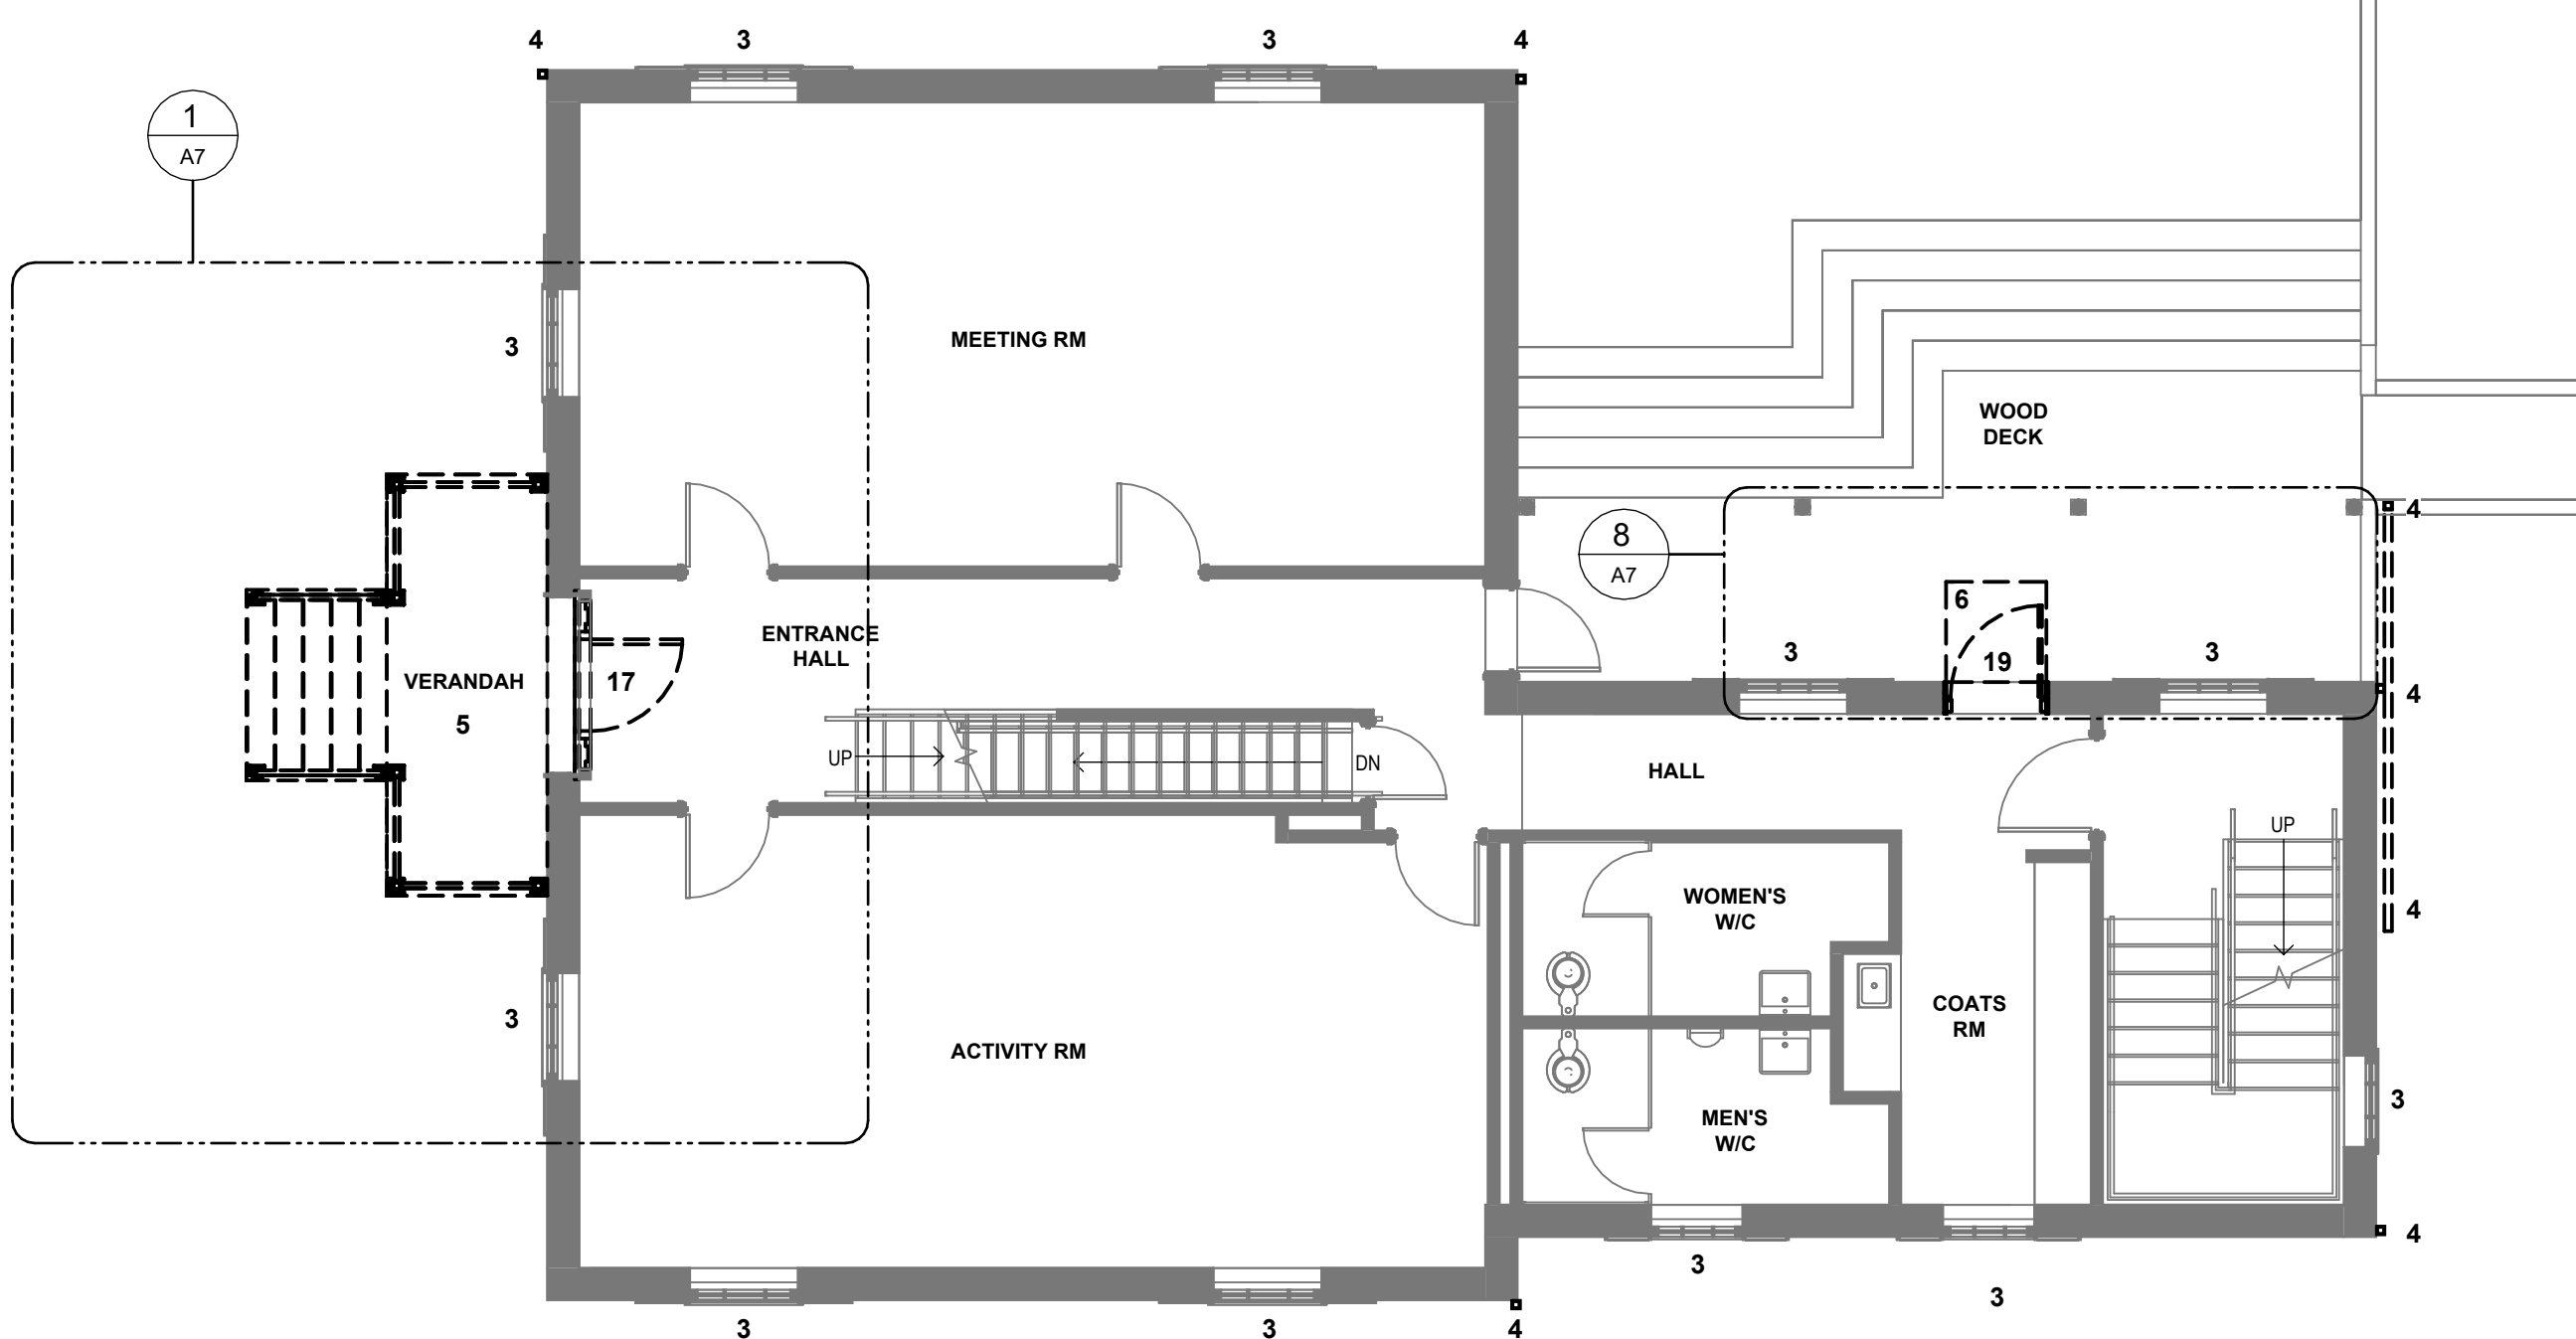 4
3
3
4
1
A7
3
MEETING RM
WOOD
DECK
4
8
A7
6
3
19
3
4
ENTRANCE
HALL
VERANDAH
17
5
UP
DN
HALL
UP
WOMEN'S
W/C
4
COATS
RM
3
ACTIVITY RM
MEN'S
W/C
3
4
3
3
3
3
4